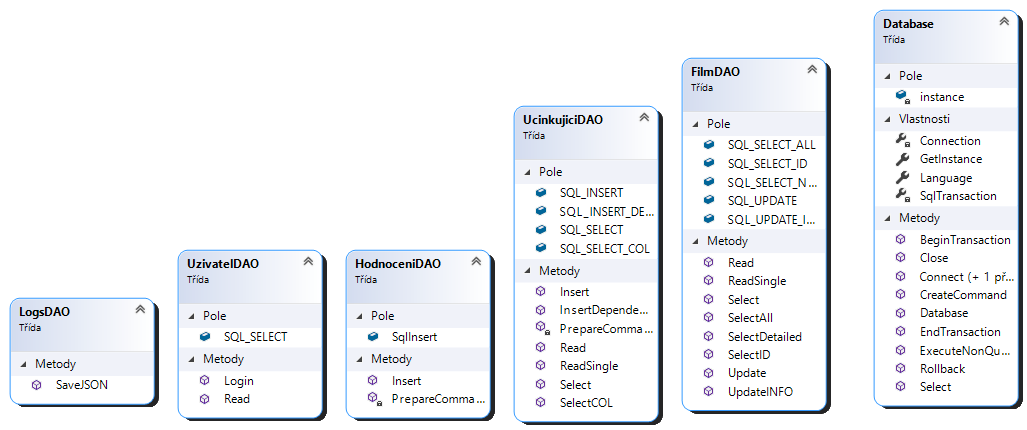 LogsDAO
Třída
Metody
SaveJSON
UzivatelDAO
Třída
Pole
SQL_SELECT
Metody
Login
Read
HodnoceniDAO
Třída
Pole
SqlInsert
Metody
Insert
PrepareComma...
UcinkujiciDAO
Třída
Pole
SQL_INSERT
SQL_INSERT_DE...
SQL_SELECT
SQL_SELECT_COL
Metody
Insert
InsertDepende...
PrepareComma...
Read
ReadSingle
Select
SelectCOL
FilmDAO
Třída
Pole
SQL_SELECT_ALL
SQL_SELECT_ID
SQL_SELECT_N...
SQL_UPDATE
SQL_UPDATE_I...
Metody
Read
ReadSingle
Select
SelectAll
SelectDetailed
SelectID
Update
UpdateINFO
Database
Třída
Pole
instance
Vlastnosti
Connection
GetInstance
Language
SqlTransaction
Metody
BeginTransaction
Close
Connect (+ 1 př...
CreateCommand
Database
EndTransaction
ExecuteNonQu...
Rollback
Select